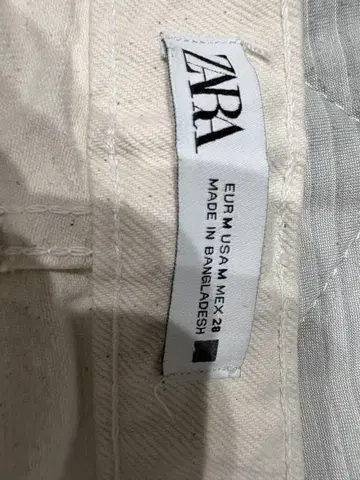 ZARA
EUR M USA M MEX 28
MADE IN BANGLADESH